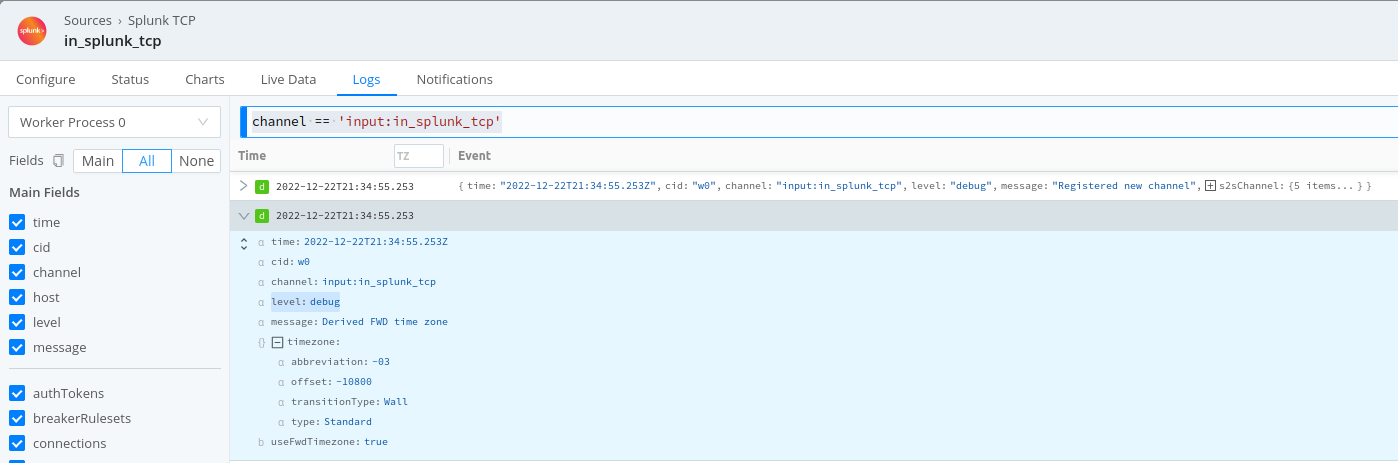 splunk>
Sources › Splunk TCP
in_splunk_tcp
Configure Status Charts Live Data Logs Notifications
Worker Process 0
channel == 'input:in_splunk_tcp'
Fields Main All None
Time TZ Event
Main Fields
time
cid
channel
host
level
message
authTokens
breakerRulesets
connections
d 2022-12-22T21:34:55.253 { time: "2022-12-22T21:34:55.253Z", cid: "w0", channel: "input:in_splunk_tcp", level: "debug", message: "Registered new channel", s2sChannel: {5 items... } }
d 2022-12-22T21:34:55.253
α time: 2022-12-22T21:34:55.253Z
α cid: w0
α channel: input:in_splunk_tcp
α level: debug
α message: Derived FWD time zone
{} timezone:
α abbreviation: -03
α offset: -10800
α transitionType: Wall
α type: Standard
b useFwdTimezone: true